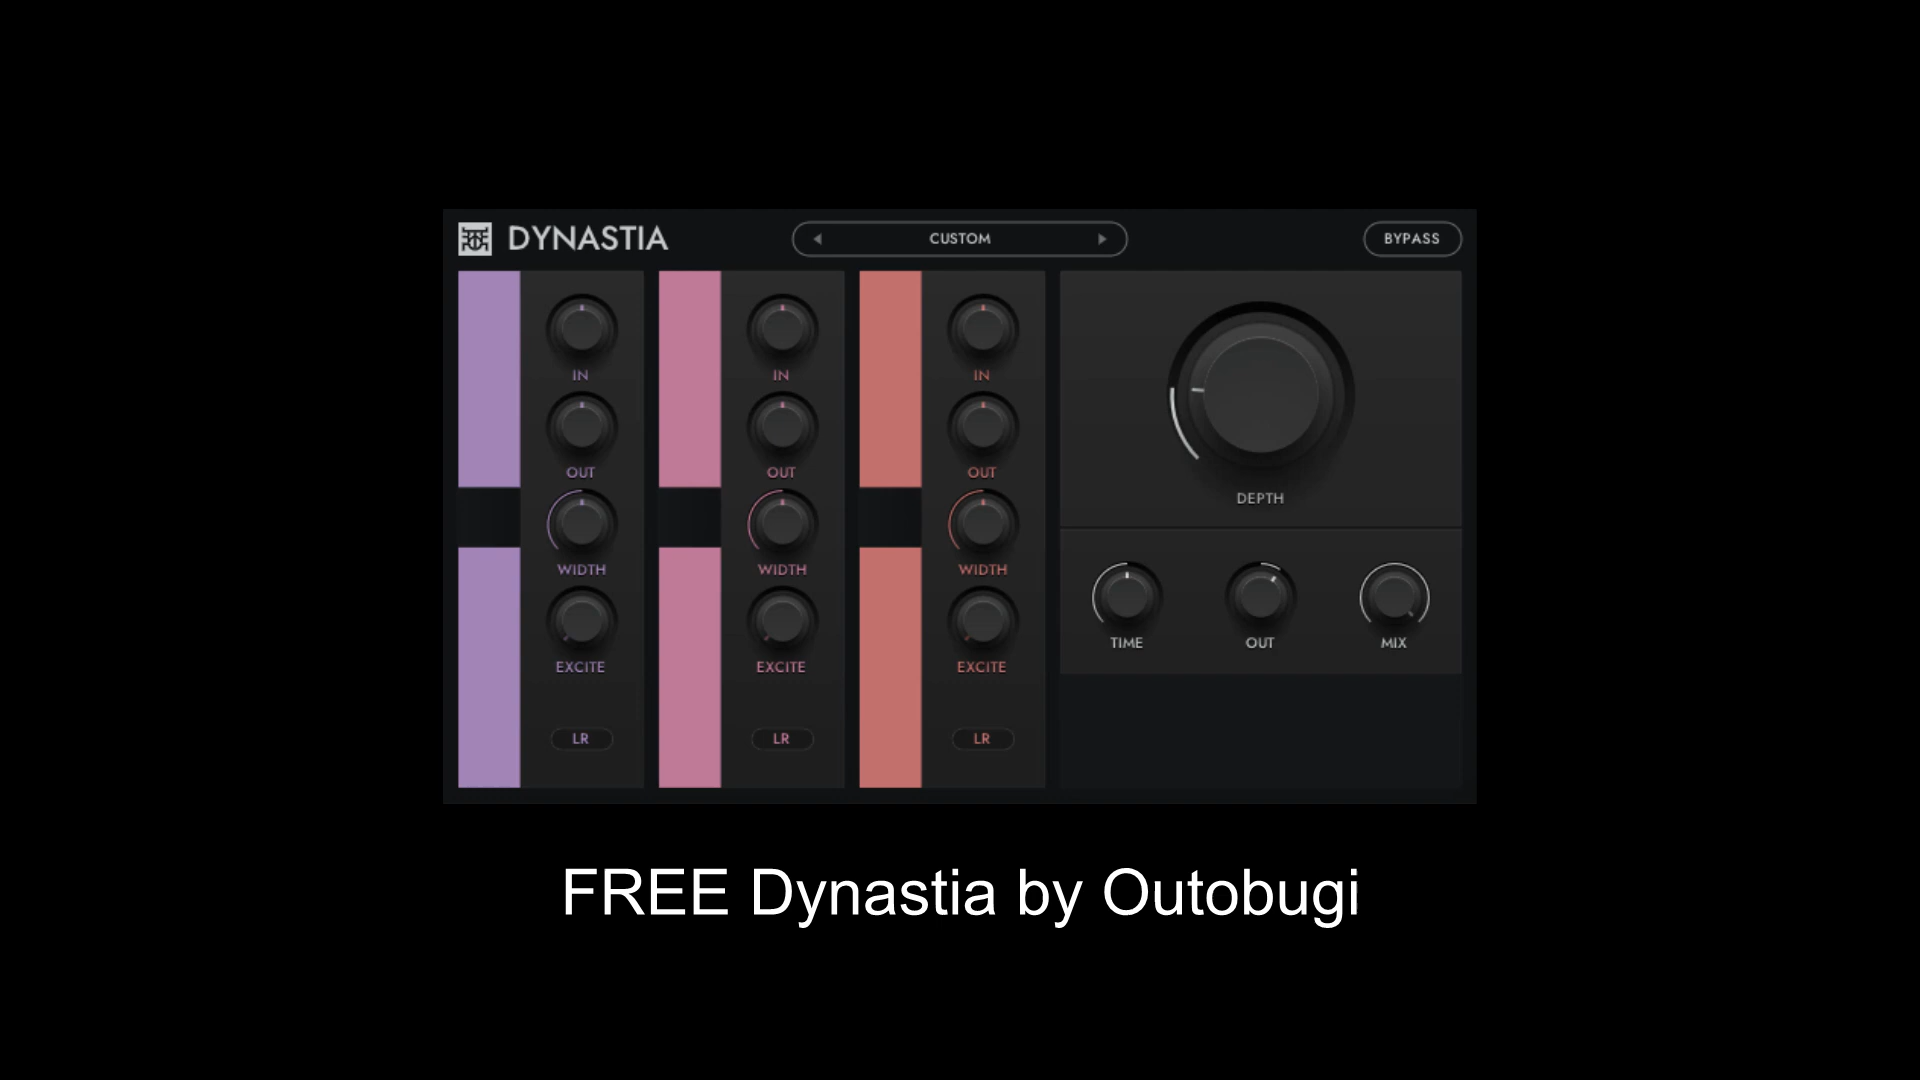 DYNASTIA
CUSTOM
BYPASS
IN
IN
IN
OUT
OUT
OUT
WIDTH
WIDTH
WIDTH
EXCITE
EXCITE
EXCITE
LR
LR
LR
DEPTH
TIME
OUT
MIX
FREE Dynastia by Outobugi